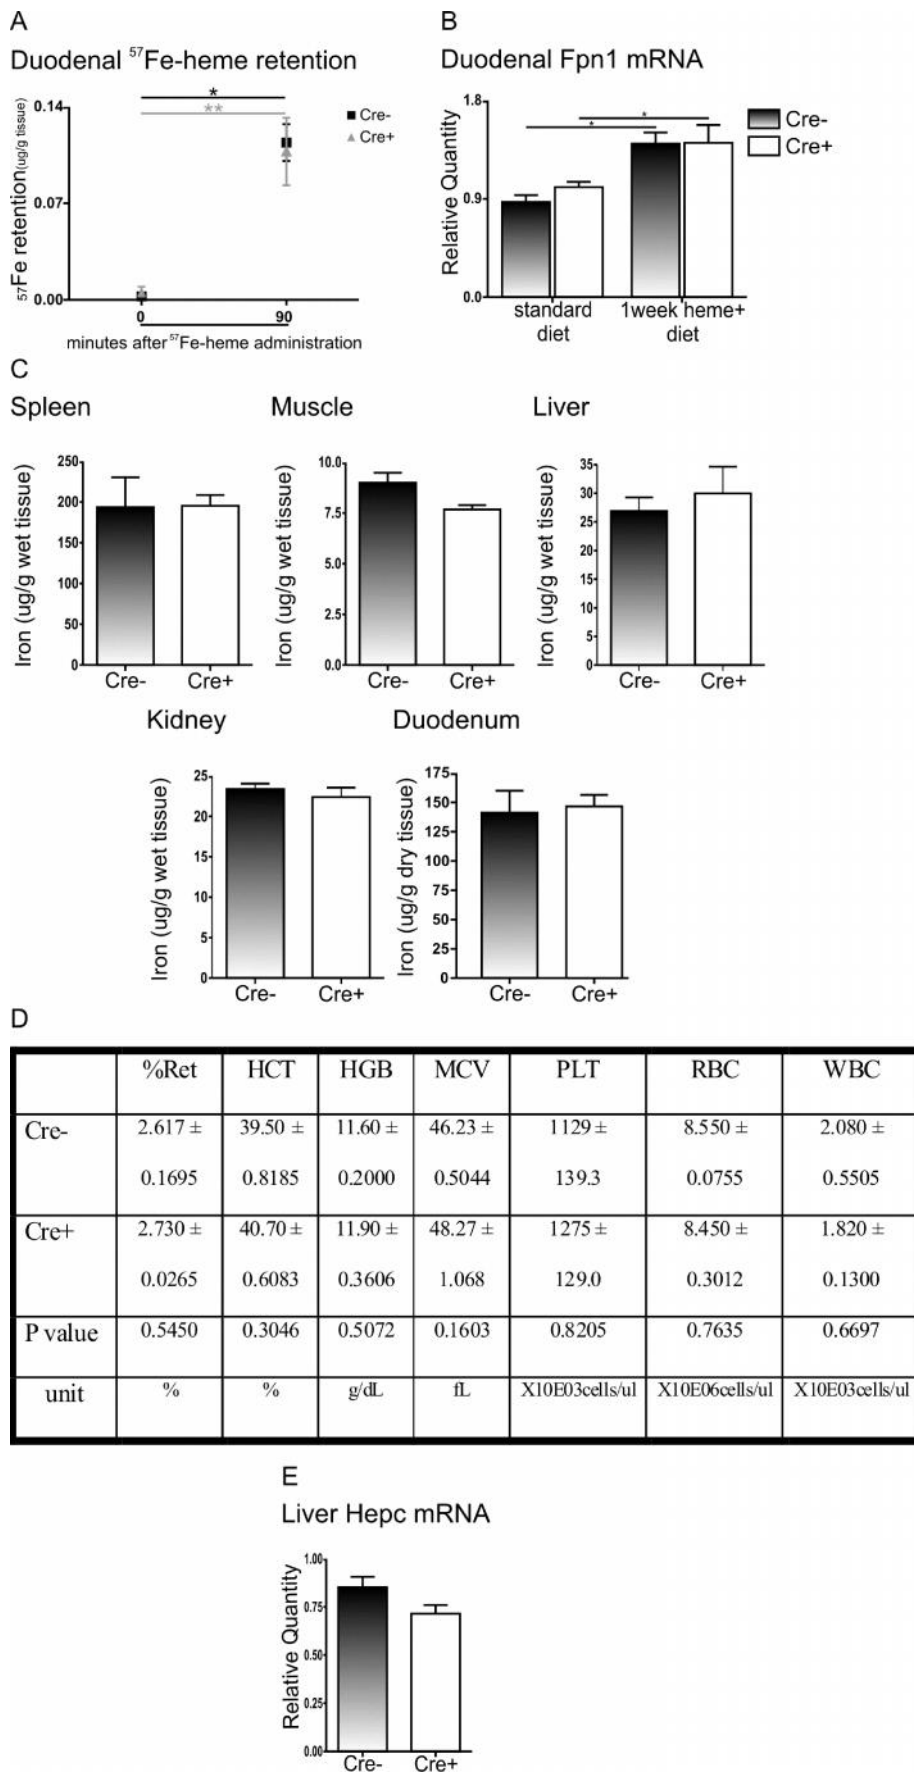 A
Duodenal ⁵⁷Fe-heme retention
*
**
0.14
0.07
0.00
⁵⁷Fe retention(ug/g tissue)
Cre-
Cre+
0 90
minutes after ⁵⁷Fe-heme administration
B
Duodenal Fpn1 mRNA
1.8
0.9
0.0
Relative Quantity
*
*
Cre-
Cre+
standard diet
1week heme+ diet
C
Spleen
Iron (ug/g wet tissue)
250
200
150
100
50
0
Cre- Cre+
Muscle
Iron (ug/g wet tissue)
10.0
7.5
5.0
2.5
0.0
Cre- Cre+
Liver
Iron (ug/g wet tissue)
35
30
25
20
15
10
5
0
Cre- Cre+
Kidney
Iron (ug/g wet tissue)
25
20
15
10
5
0
Cre- Cre+
Duodenum
Iron (ug/g dry tissue)
175
150
125
100
75
50
25
0
Cre- Cre+
D
%Ret HCT HGB MCV PLT RBC WBC
Cre- 2.617 ± 39.50 ± 11.60 ± 46.23 ± 1129 ± 8.550 ± 2.080 ±
0.1695 0.8185 0.2000 0.5044 139.3 0.0755 0.5505
Cre+ 2.730 ± 40.70 ± 11.90 ± 48.27 ± 1275 ± 8.450 ± 1.820 ±
0.0265 0.6083 0.3606 1.068 129.0 0.3012 0.1300
P value 0.5450 0.3046 0.5072 0.1603 0.8205 0.7635 0.6697
unit % % g/dL fL X10E03cells/ul X10E06cells/ul X10E03cells/ul
E
Liver Hepc mRNA
Relative Quantity
1.00
0.75
0.50
0.25
0.00
Cre- Cre+